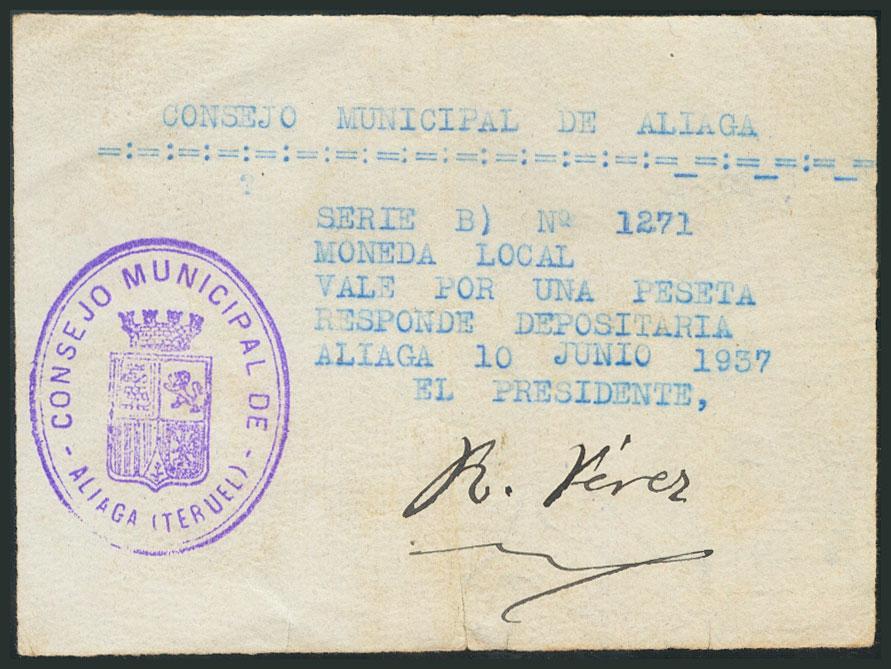 CONSEJO MUNICIPAL DE ALIAGA
=:=:=:=:=:=:=:=:=:=:=:=:=:=:=:_=:=_=:=_=
?
SERIE B) Nº 1271
MONEDA LOCAL
VALE POR UNA PESETA
RESPONDE DEPOSITARIA
ALIAGA 10 JUNIO 1937
EL PRESIDENTE,
R. Pérez
CONSEJO MUNICIPAL DE
- ALIAGA (TERUEL) -